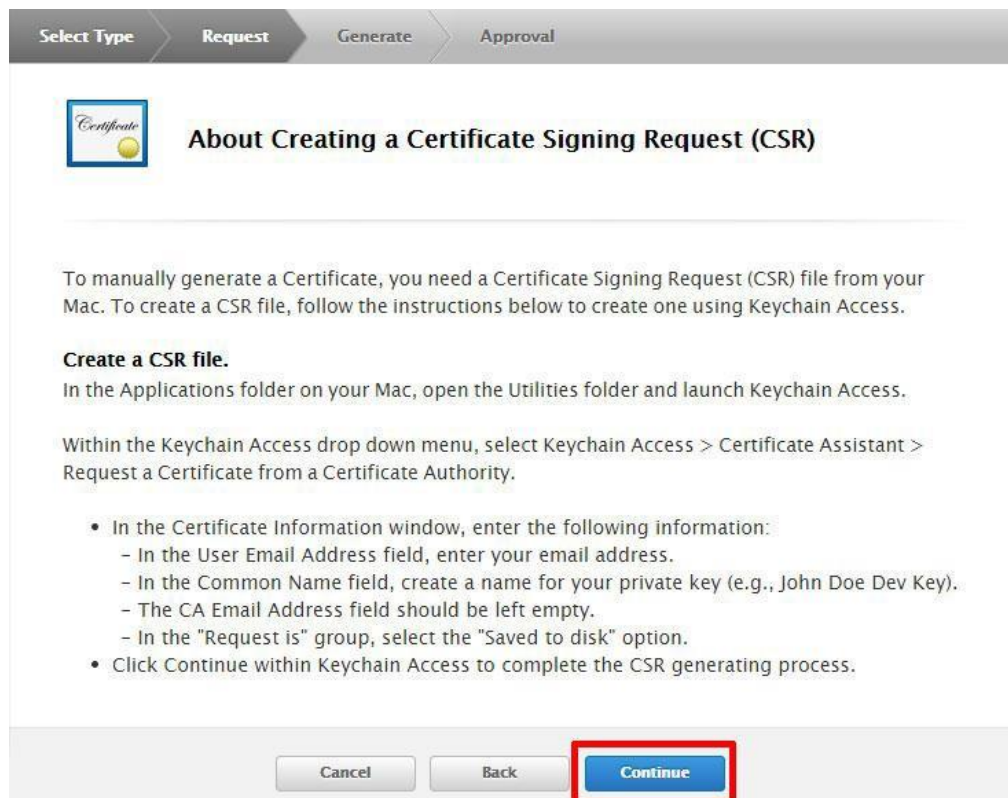 Select Type Request Generate Approval
Certificate
About Creating a Certificate Signing Request (CSR)
To manually generate a Certificate, you need a Certificate Signing Request (CSR) file from your
Mac. To create a CSR file, follow the instructions below to create one using Keychain Access.
Create a CSR file.
In the Applications folder on your Mac, open the Utilities folder and launch Keychain Access.
Within the Keychain Access drop down menu, select Keychain Access > Certificate Assistant >
Request a Certificate from a Certificate Authority.
• In the Certificate Information window, enter the following information:
– In the User Email Address field, enter your email address.
– In the Common Name field, create a name for your private key (e.g., John Doe Dev Key).
– The CA Email Address field should be left empty.
– In the "Request is" group, select the "Saved to disk" option.
• Click Continue within Keychain Access to complete the CSR generating process.
Cancel Back Continue